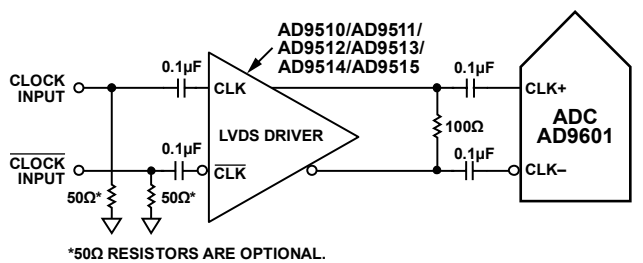 AD9510/AD9511/
AD9512/AD9513/
AD9514/AD9515
0.1µF
0.1µF
CLOCK
INPUT
CLK
CLK+
ADC
AD9601
LVDS DRIVER
100Ω
0.1µF
0.1µF
CLOCK
INPUT
CLK
CLK–
50Ω*
50Ω*
*50Ω RESISTORS ARE OPTIONAL.